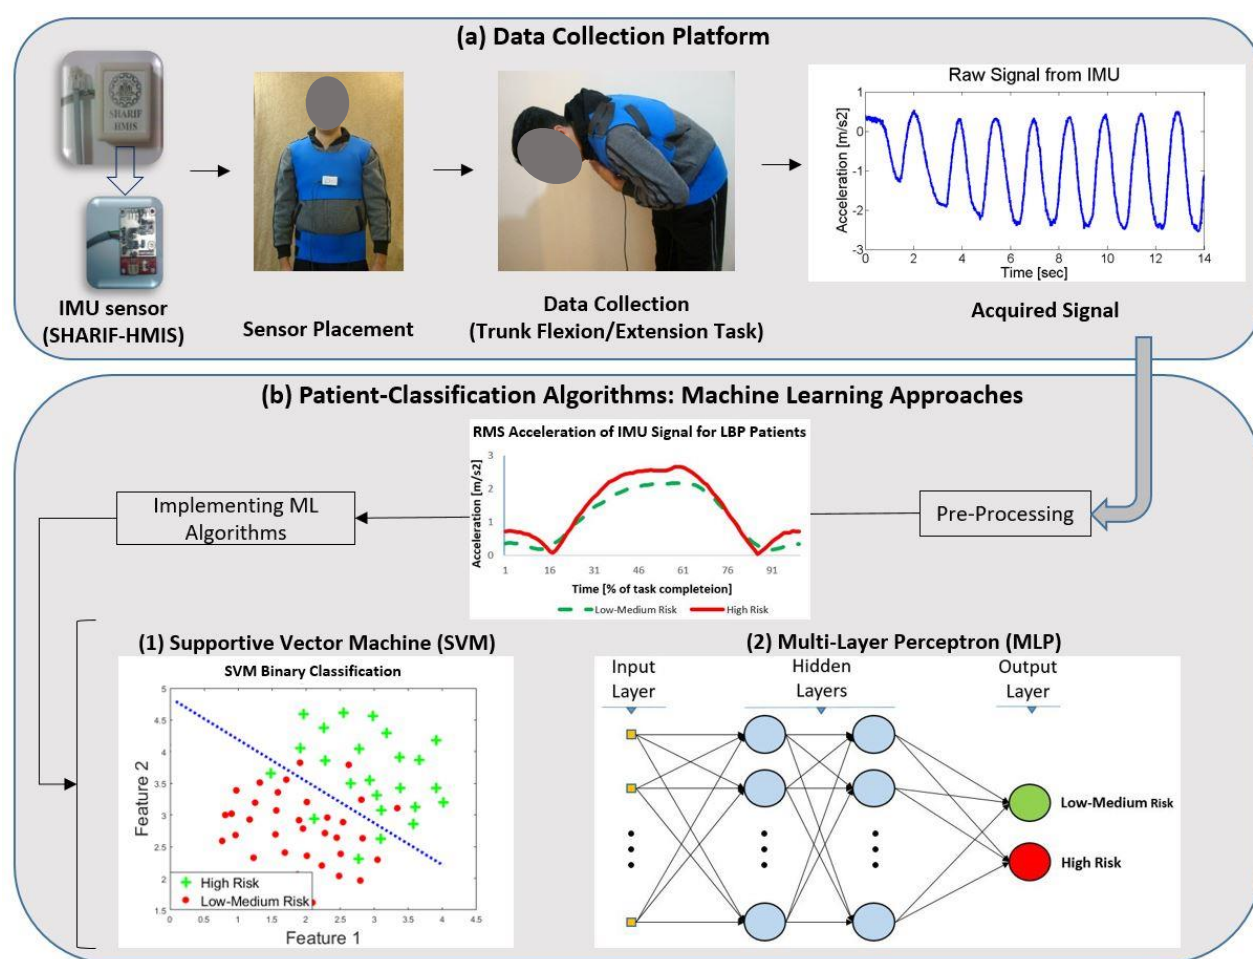 (a) Data Collection Platform
SHARIF
HMIS
IMU sensor
(SHARIF-HMIS)
Sensor Placement
Data Collection
(Trunk Flexion/Extension Task)
Raw Signal from IMU
Acceleration [m/s2]
1
0
-1
-2
-3
0 2 4 6 8 10 12 14
Time [sec]
Acquired Signal
(b) Patient-Classification Algorithms: Machine Learning Approaches
RMS Acceleration of IMU Signal for LBP Patients
Acceleration [m/s2]
3
2
1
0
1 16 31 46 61 76 91
Time [% of task completeion]
Low-Medium Risk High Risk
Implementing ML
Algorithms
Pre-Processing
(1) Supportive Vector Machine (SVM)
SVM Binary Classification
Feature 2
5
4.5
4
3.5
3
2.5
2
1.5
High Risk
Low-Medium Risk
0 0.5 1 1.5 2 2.5 3 3.5 4 4.5
Feature 1
(2) Multi-Layer Perceptron (MLP)
Input
Layer
Hidden
Layers
Output
Layer
Low-Medium Risk
High Risk